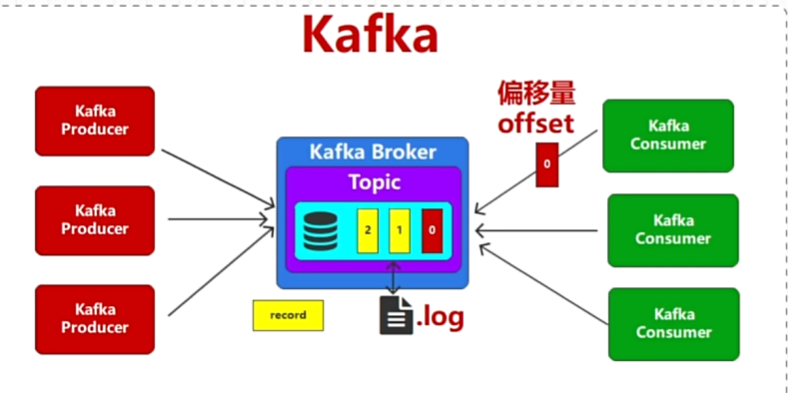 Kafka
Kafka
Producer
Kafka
Producer
Kafka
Producer
Kafka Broker
Topic
2
1
0
record
.log
偏移量
offset
0
Kafka
Consumer
Kafka
Consumer
Kafka
Consumer